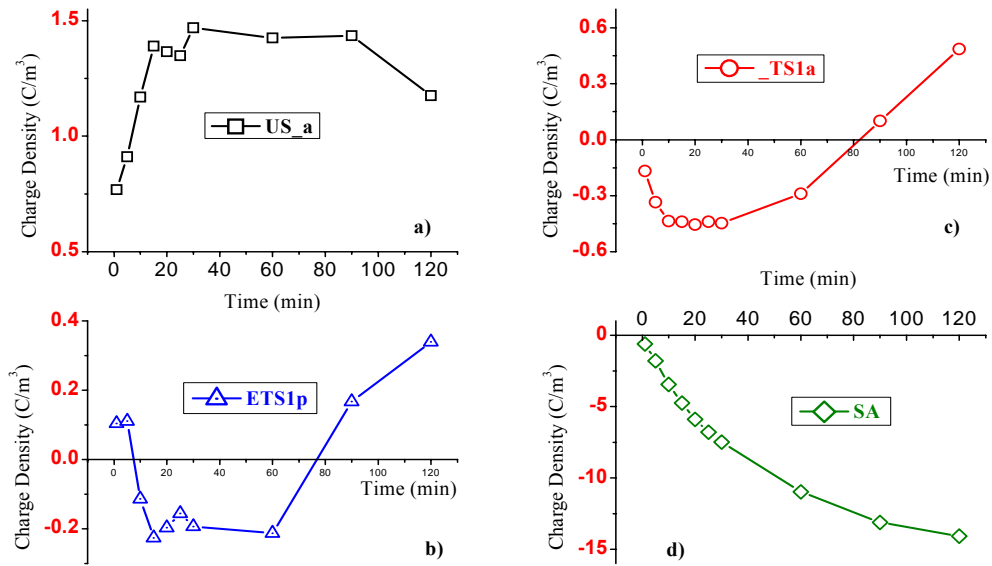 1.5
1.0
0.5
Charge Density (C/m³)
US_a
a)
0 20 40 60 80 100 120
Time (min)
0.6
0.3
0.0
-0.3
-0.6
Charge Density (C/m³)
_TS1a
0 20 40 60 80 100 120
Time (min)
c)
0.4
0.2
0.0
-0.2
Charge Density (C/m³)
ETS1p
0 20 40 60 80 100 120
Time (min)
b)
Time (min)
0 20 40 60 80 100 120
0
-5
-10
-15
Charge Density (C/m³)
SA
d)